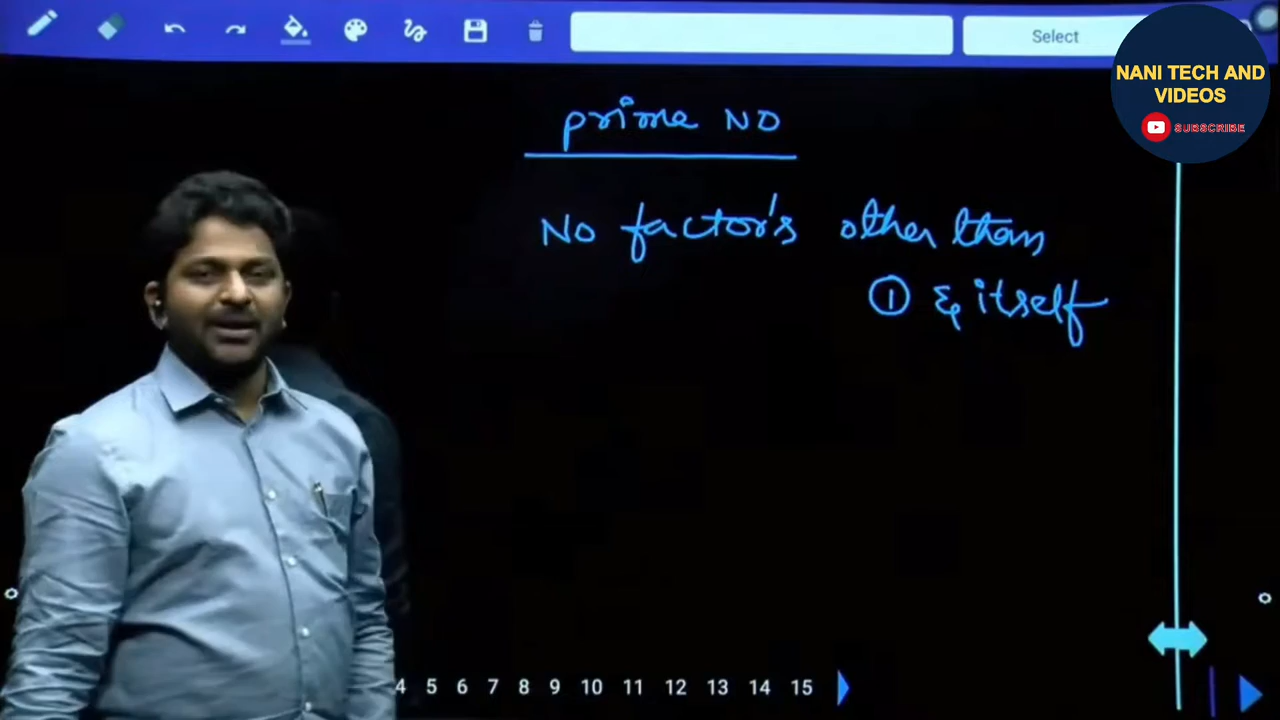 Select
NANI TECH AND
VIDEOS
SUBSCRIBE
prime NO
No factor's other than
① & itself
4 5 6 7 8 9 10 11 12 13 14 15